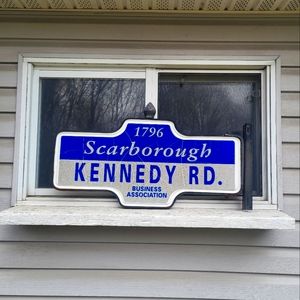 1796
Scarborough
KENNEDY RD.
BUSINESS
ASSOCIATION